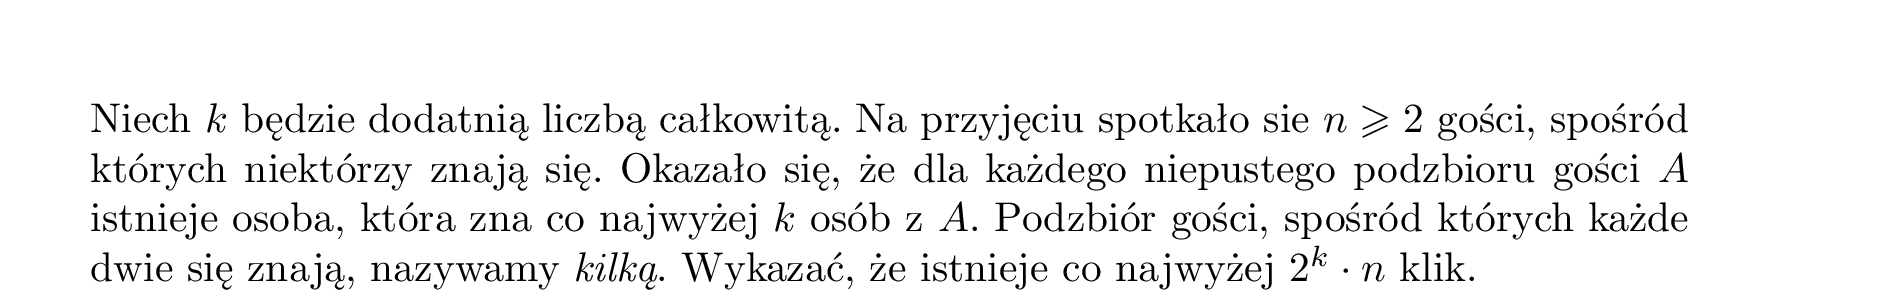 Niech k będzie dodatnią liczbą całkowitą. Na przyjęciu spotkało sie n ⩾ 2 gości, spośród
których niektórzy znają się. Okazało się, że dla każdego niepustego podzbioru gości A
istnieje osoba, która zna co najwyżej k osób z A. Podzbiór gości, spośród których każde
dwie się znają, nazywamy kilką. Wykazać, że istnieje co najwyżej 2^k · n klik.